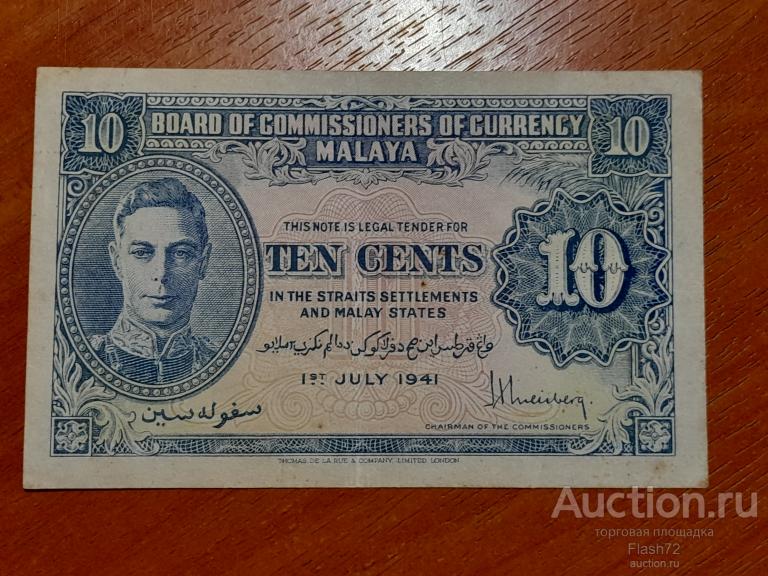 10 BOARD OF COMMISSIONERS OF CURRENCY 10
MALAYA
THIS NOTE IS LEGAL TENDER FOR
TEN CENTS
10
IN THE STRAITS SETTLEMENTS
AND MALAY STATES
1ST JULY 1941
سفوله سين
CHAIRMAN OF THE COMMISSIONERS
THOMAS DE LA RUE & COMPANY, LIMITED LONDON
Auction.ru
торговая площадка
Flash72
auction.ru